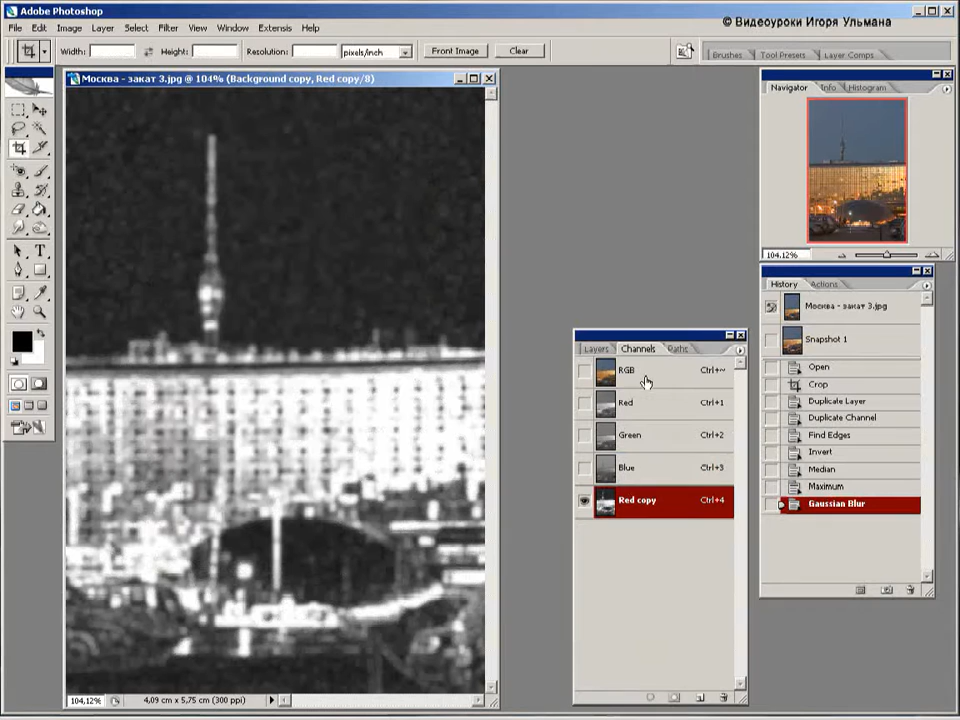 Adobe Photoshop
© Видеоуроки Игоря Ульмана
File Edit Image Layer Select Filter View Window Extensis Help
Width: Height: Resolution: pixels/inch Front Image Clear
Brushes Tool Presets Layer Comps
Москва - закат 3.jpg @ 104% (Background copy, Red copy/8)
Navigator Info Histogram
104,12%
History Actions
Москва - закат 3.jpg
Snapshot 1
Open
Crop
Duplicate Layer
Duplicate Channel
Find Edges
Invert
Median
Maximum
Gaussian Blur
Layers Channels Paths
RGB Ctrl+~
Red Ctrl+1
Green Ctrl+2
Blue Ctrl+3
Red copy Ctrl+4
T
104,12% 4,09 cm x 5,75 cm (300 ppi)